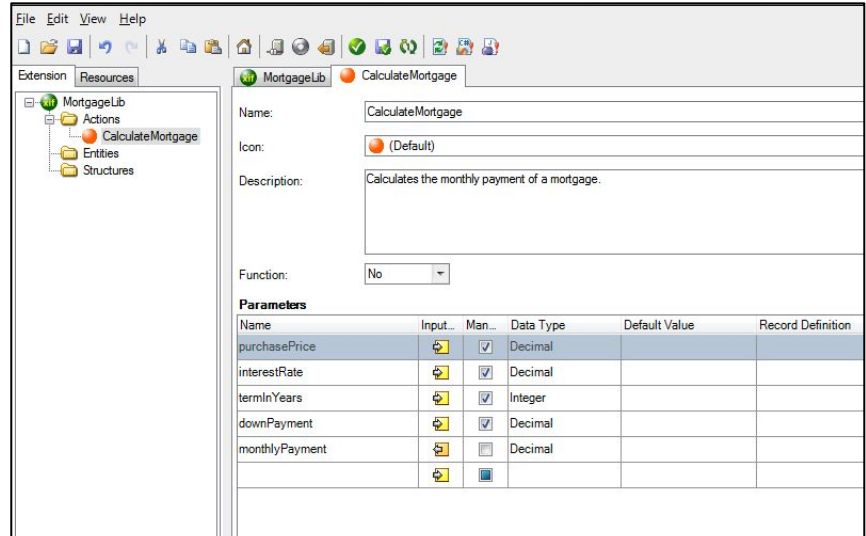 File Edit View Help
Extension Resources
MortgageLib
Actions
CalculateMortgage
Entities
Structures
xif MortgageLib CalculateMortgage
Name: CalculateMortgage
Icon: (Default)
Description: Calculates the monthly payment of a mortgage.
Function: No
Parameters
Name Input... Man... Data Type Default Value Record Definition
purchasePrice Decimal
interestRate Decimal
termInYears Integer
downPayment Decimal
monthlyPayment Decimal